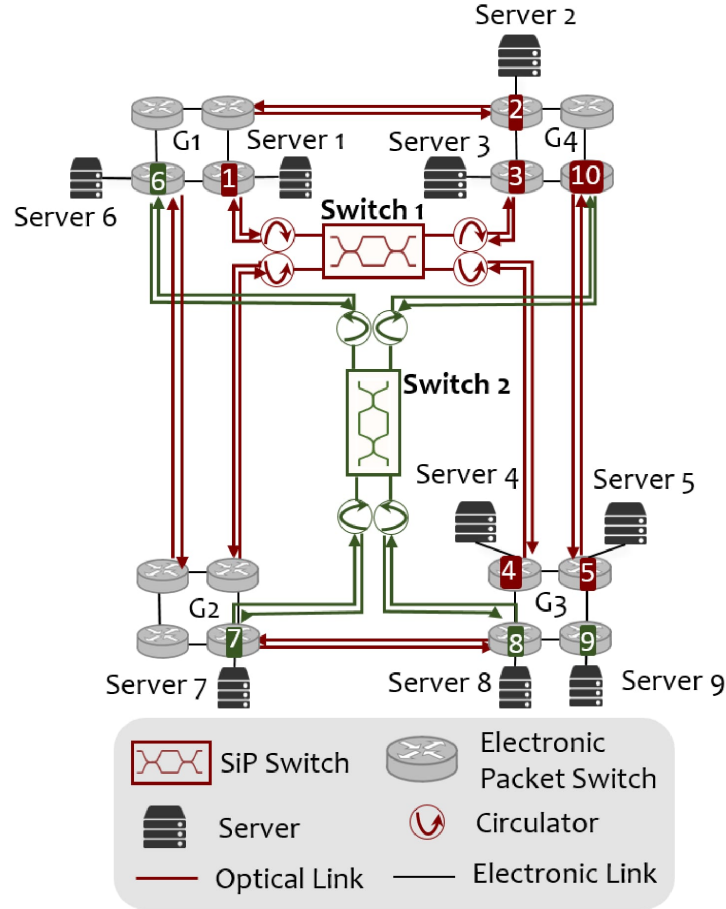 Server 2
2
G1
Server 1
Server 3
G4
6
1
3
10
Server 6
Switch 1
Switch 2
Server 4
Server 5
4
5
G2
G3
7
8
9
Server 7
Server 8
Server 9
SiP Switch
Electronic
Packet Switch
Server
Circulator
Optical Link
Electronic Link